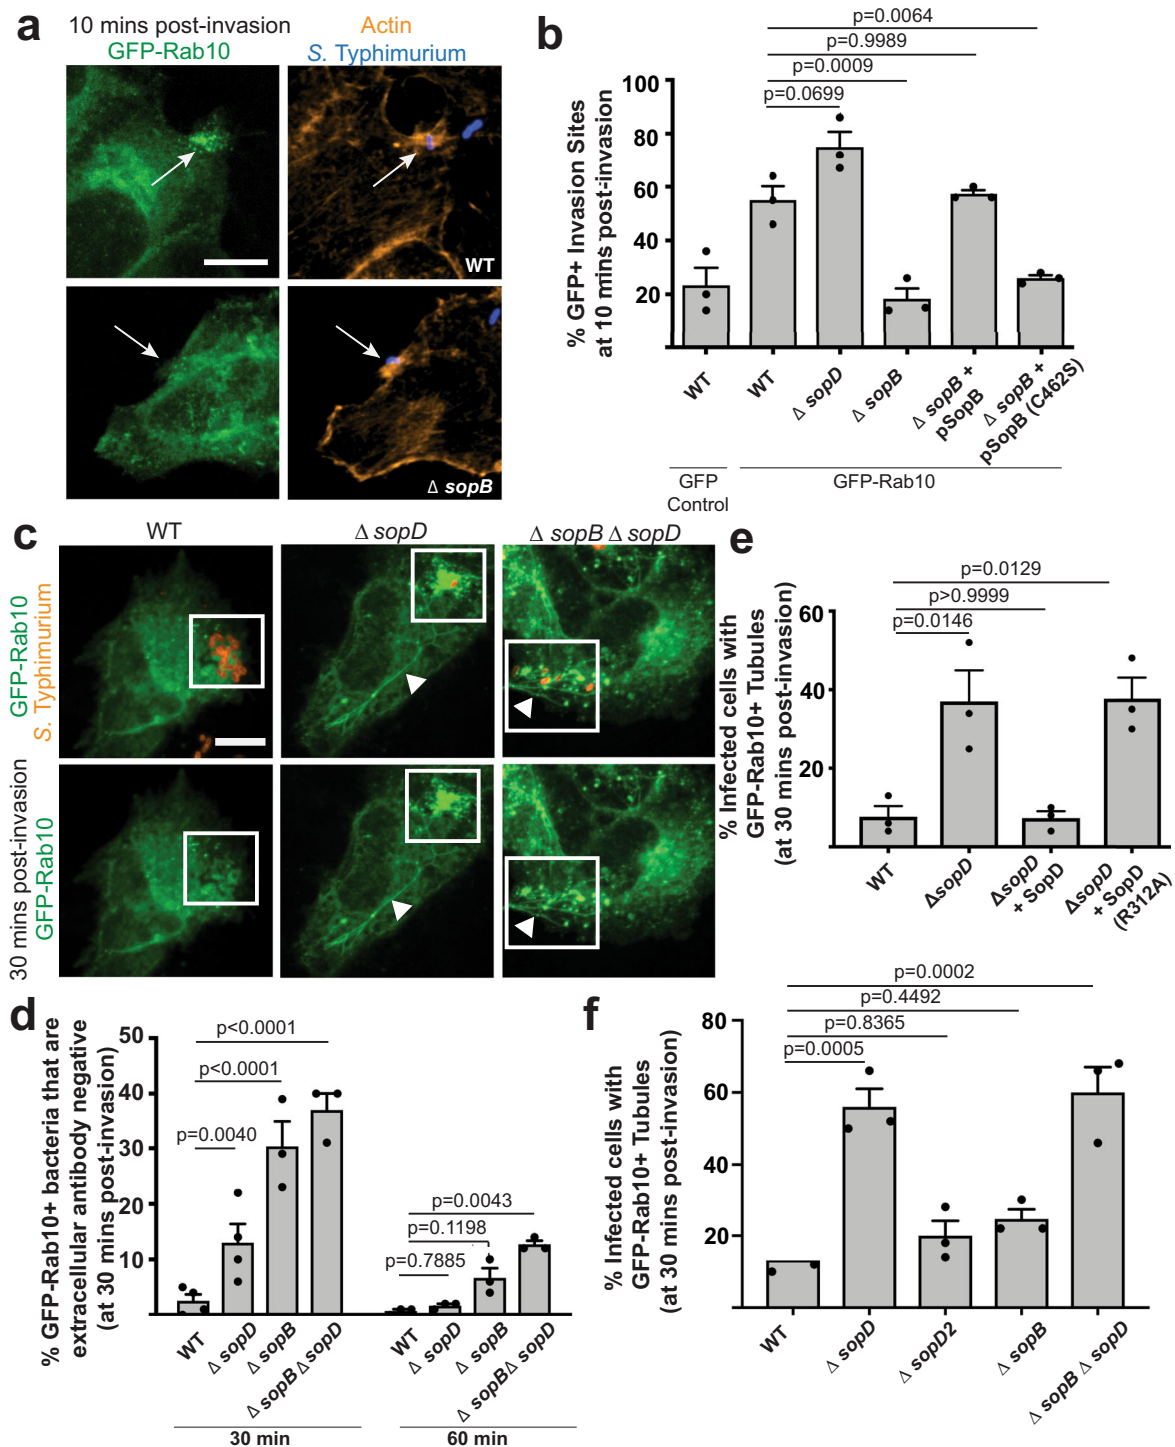 a
10 mins post-invasion
GFP-Rab10
Actin
S. Typhimurium
WT
Δ sopB
b
p=0.0064
p=0.9989
p=0.0009
p=0.0699
% GFP+ Invasion Sites
at 10 mins post-invasion
100
80
60
40
20
WT
WT
Δ sopD
Δ sopB
Δ sopB +
pSopB
Δ sopB +
pSopB (C462S)
GFP
Control
GFP-Rab10
c
WT
Δ sopD
Δ sopB Δ sopD
GFP-Rab10
S. Typhimurium
30 mins post-invasion
GFP-Rab10
e
p=0.0129
p>0.9999
p=0.0146
% Infected cells with
GFP-Rab10+ Tubules
(at 30 mins post-invasion)
60
40
20
WT
ΔsopD
ΔsopD
+ SopD
ΔsopD
+ SopD
(R312A)
d
% GFP-Rab10+ bacteria that are
extracellular antibody negative
(at 30 mins post-invasion)
50
40
30
20
10
p<0.0001
p<0.0001
p=0.0040
p=0.0043
p=0.1198
p=0.7885
WT
Δ sopD
Δ sopB
Δ sopB Δ sopD
WT
Δ sopD
Δ sopB
Δ sopBΔ sopD
30 min
60 min
f
p=0.0002
p=0.4492
p=0.8365
p=0.0005
% Infected cells with
GFP-Rab10+ Tubules
(at 30 mins post-invasion)
80
60
40
20
WT
Δ sopD
Δ sopD2
Δ sopB
Δ sopB Δ sopD